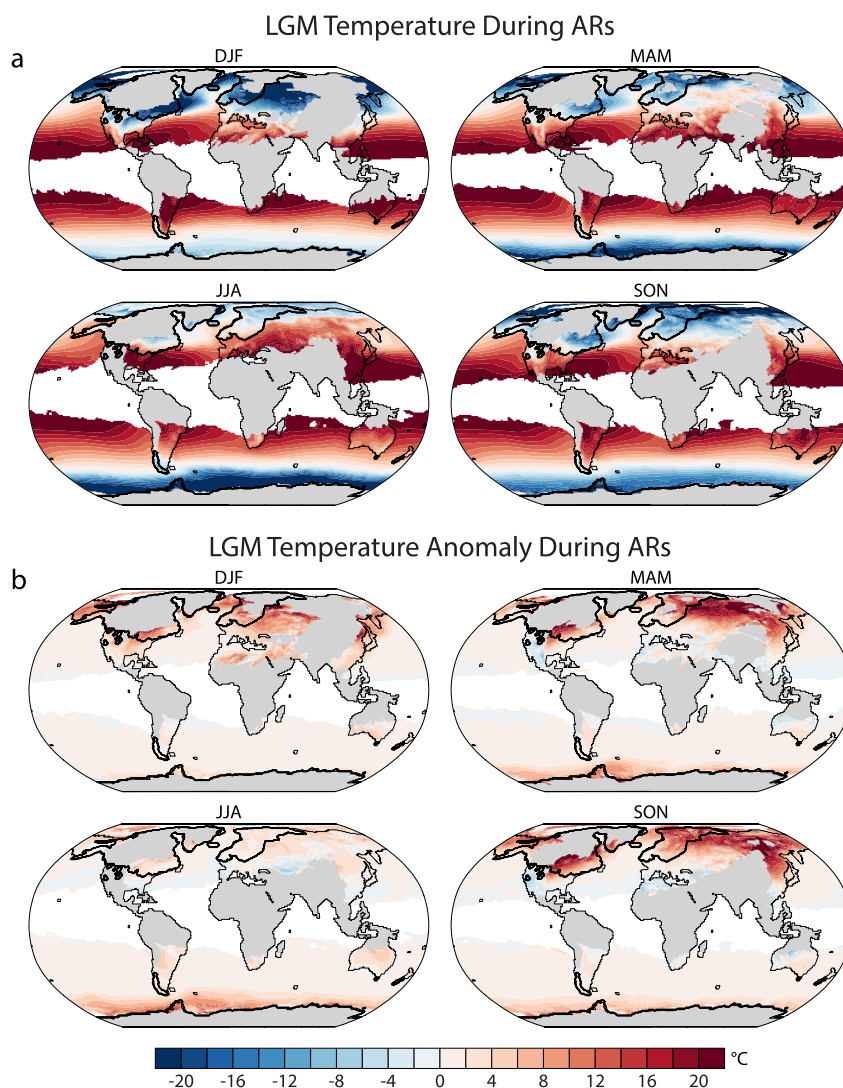 LGM Temperature During ARs
a
DJF
MAM
JJA
SON
LGM Temperature Anomaly During ARs
b
DJF
MAM
JJA
SON
-20 -16 -12 -8 -4 0 4 8 12 16 20 °C